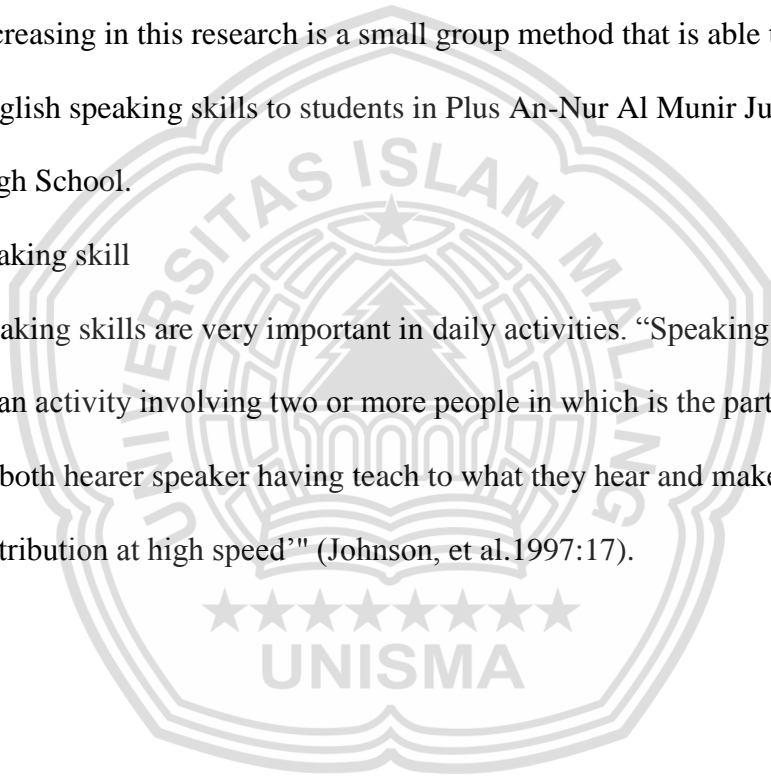 creasing in this research is a small group method that is able t
glish speaking skills to students in Plus An-Nur Al Munir Ju
gh School.
aking skill
aking skills are very important in daily activities. “Speaking
an activity involving two or more people in which is the part
both hearer speaker having teach to what they hear and make
tribution at high speed’" (Johnson, et al.1997:17).
UNIVERSITAS ISLAM MALANG
UNISMA